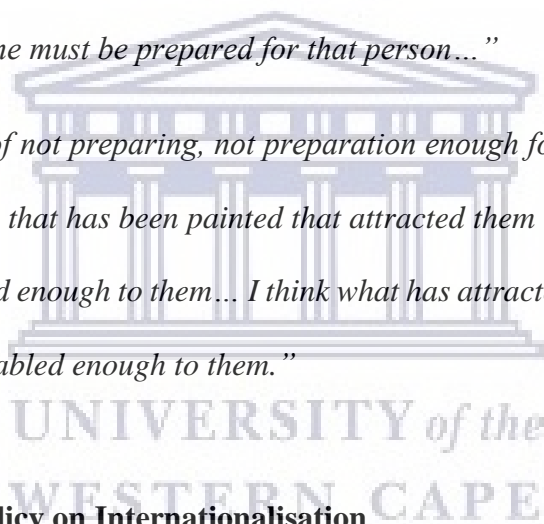 ne must be prepared for that person…”
of not preparing, not preparation enough fo
that has been painted that attracted them
d enough to them… I think what has attract
abled enough to them.”
UNIVERSITY of the
WESTERN CAPE
licy on Internationalisation